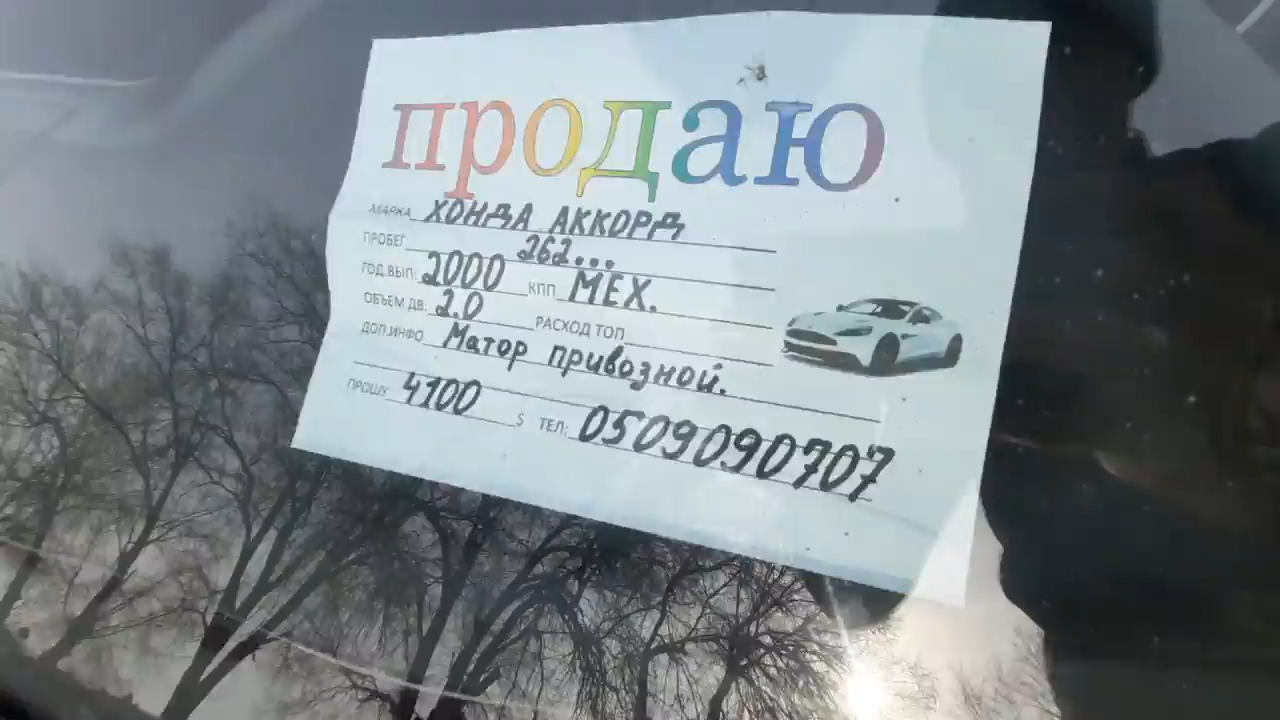 продаю
МАРКА ХОНДА АККОРД
ПРОБЕГ 262...
ГОД.ВЫП: 2000 КПП МЕХ.
ОБЪЕМ ДВ: 2.0 РАСХОД ТОП
ДОП.ИНФО Матор привозной.
ПРОШУ 4100 $ ТЕЛ: 0509090707